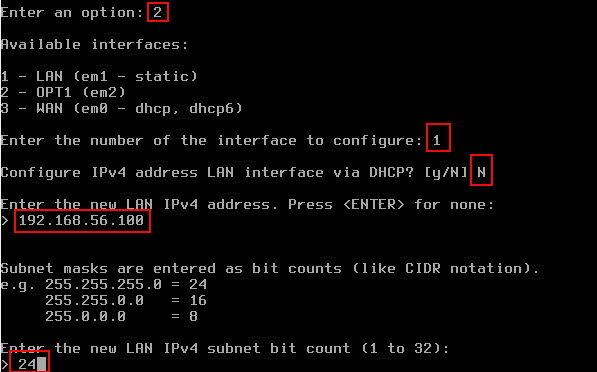 Enter an option: 2
Available interfaces:
1 - LAN (em1 - static)
2 - OPT1 (em2)
3 - WAN (em0 - dhcp, dhcp6)
Enter the number of the interface to configure: 1
Configure IPv4 address LAN interface via DHCP? [y/N] N
Enter the new LAN IPv4 address. Press <ENTER> for none:
> 192.168.56.100
Subnet masks are entered as bit counts (like CIDR notation).
e.g. 255.255.255.0 = 24
255.255.0.0 = 16
255.0.0.0 = 8
Enter the new LAN IPv4 subnet bit count (1 to 32):
> 24